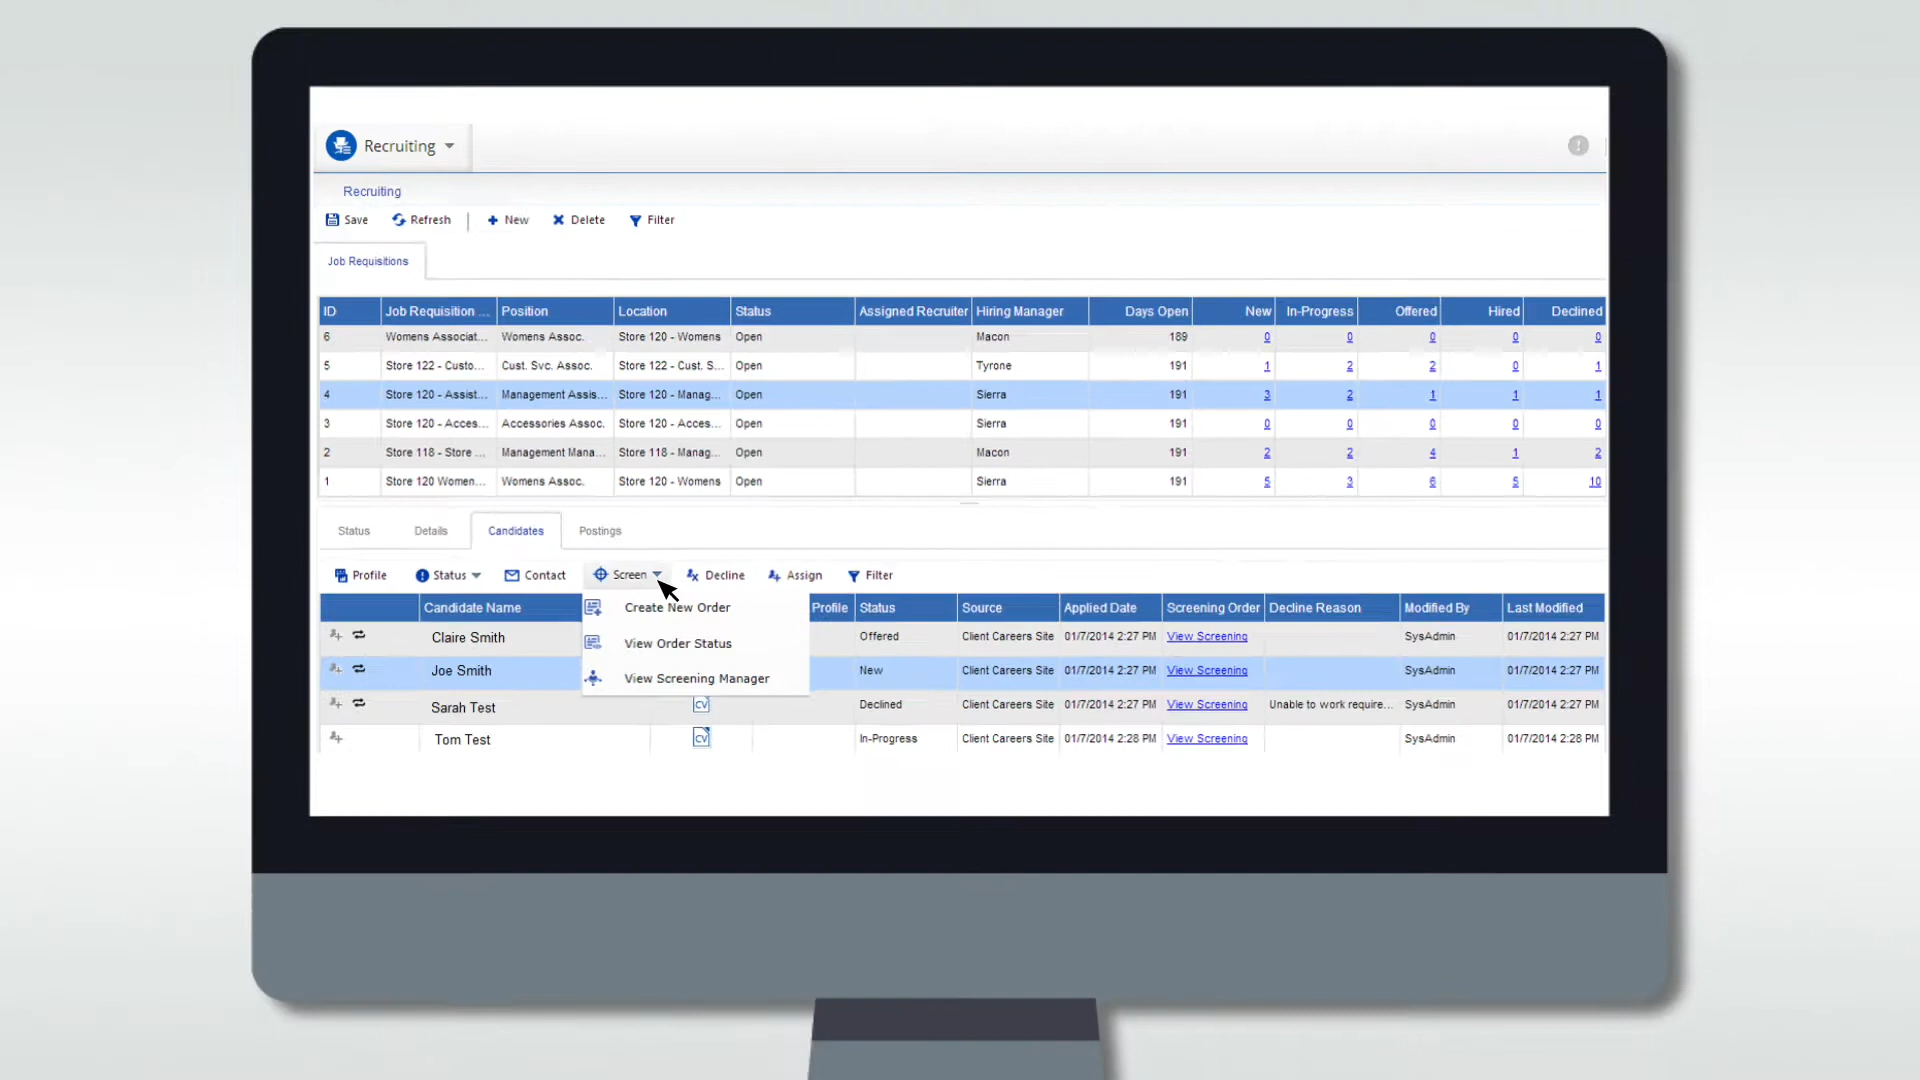 Recruiting
Recruiting
Save Refresh New Delete Filter
Job Requisitions
ID Job Requisition ... Position Location Status Assigned Recruiter Hiring Manager Days Open New In-Progress Offered Hired Declined
6 Womens Associat... Womens Assoc. Store 120 - Womens Open Macon 189 0 0 0 0 0
5 Store 122 - Custo... Cust. Svc. Assoc. Store 122 - Cust. S... Open Tyrone 191 1 2 2 0 1
4 Store 120 - Assist... Management Assis... Store 120 - Manag... Open Sierra 191 3 2 1 1 1
3 Store 120 - Acces... Accessories Assoc. Store 120 - Acces... Open Sierra 191 0 0 0 0 0
2 Store 118 - Store ... Management Mana... Store 118 - Manag... Open Macon 191 2 2 4 1 2
1 Store 120 Women... Womens Assoc. Store 120 - Womens Open Sierra 191 5 3 6 5 10
Status Details Candidates Postings
Profile Status Contact Screen Decline Assign Filter
Candidate Name Create New Order Profile Status Source Applied Date Screening Order Decline Reason Modified By Last Modified
Claire Smith View Order Status Offered Client Careers Site 01/7/2014 2:27 PM View Screening SysAdmin 01/7/2014 2:27 PM
Joe Smith View Screening Manager New Client Careers Site 01/7/2014 2:27 PM View Screening SysAdmin 01/7/2014 2:27 PM
Sarah Test CV Declined Client Careers Site 01/7/2014 2:27 PM View Screening Unable to work require... SysAdmin 01/7/2014 2:27 PM
Tom Test CV In-Progress Client Careers Site 01/7/2014 2:28 PM View Screening SysAdmin 01/7/2014 2:28 PM